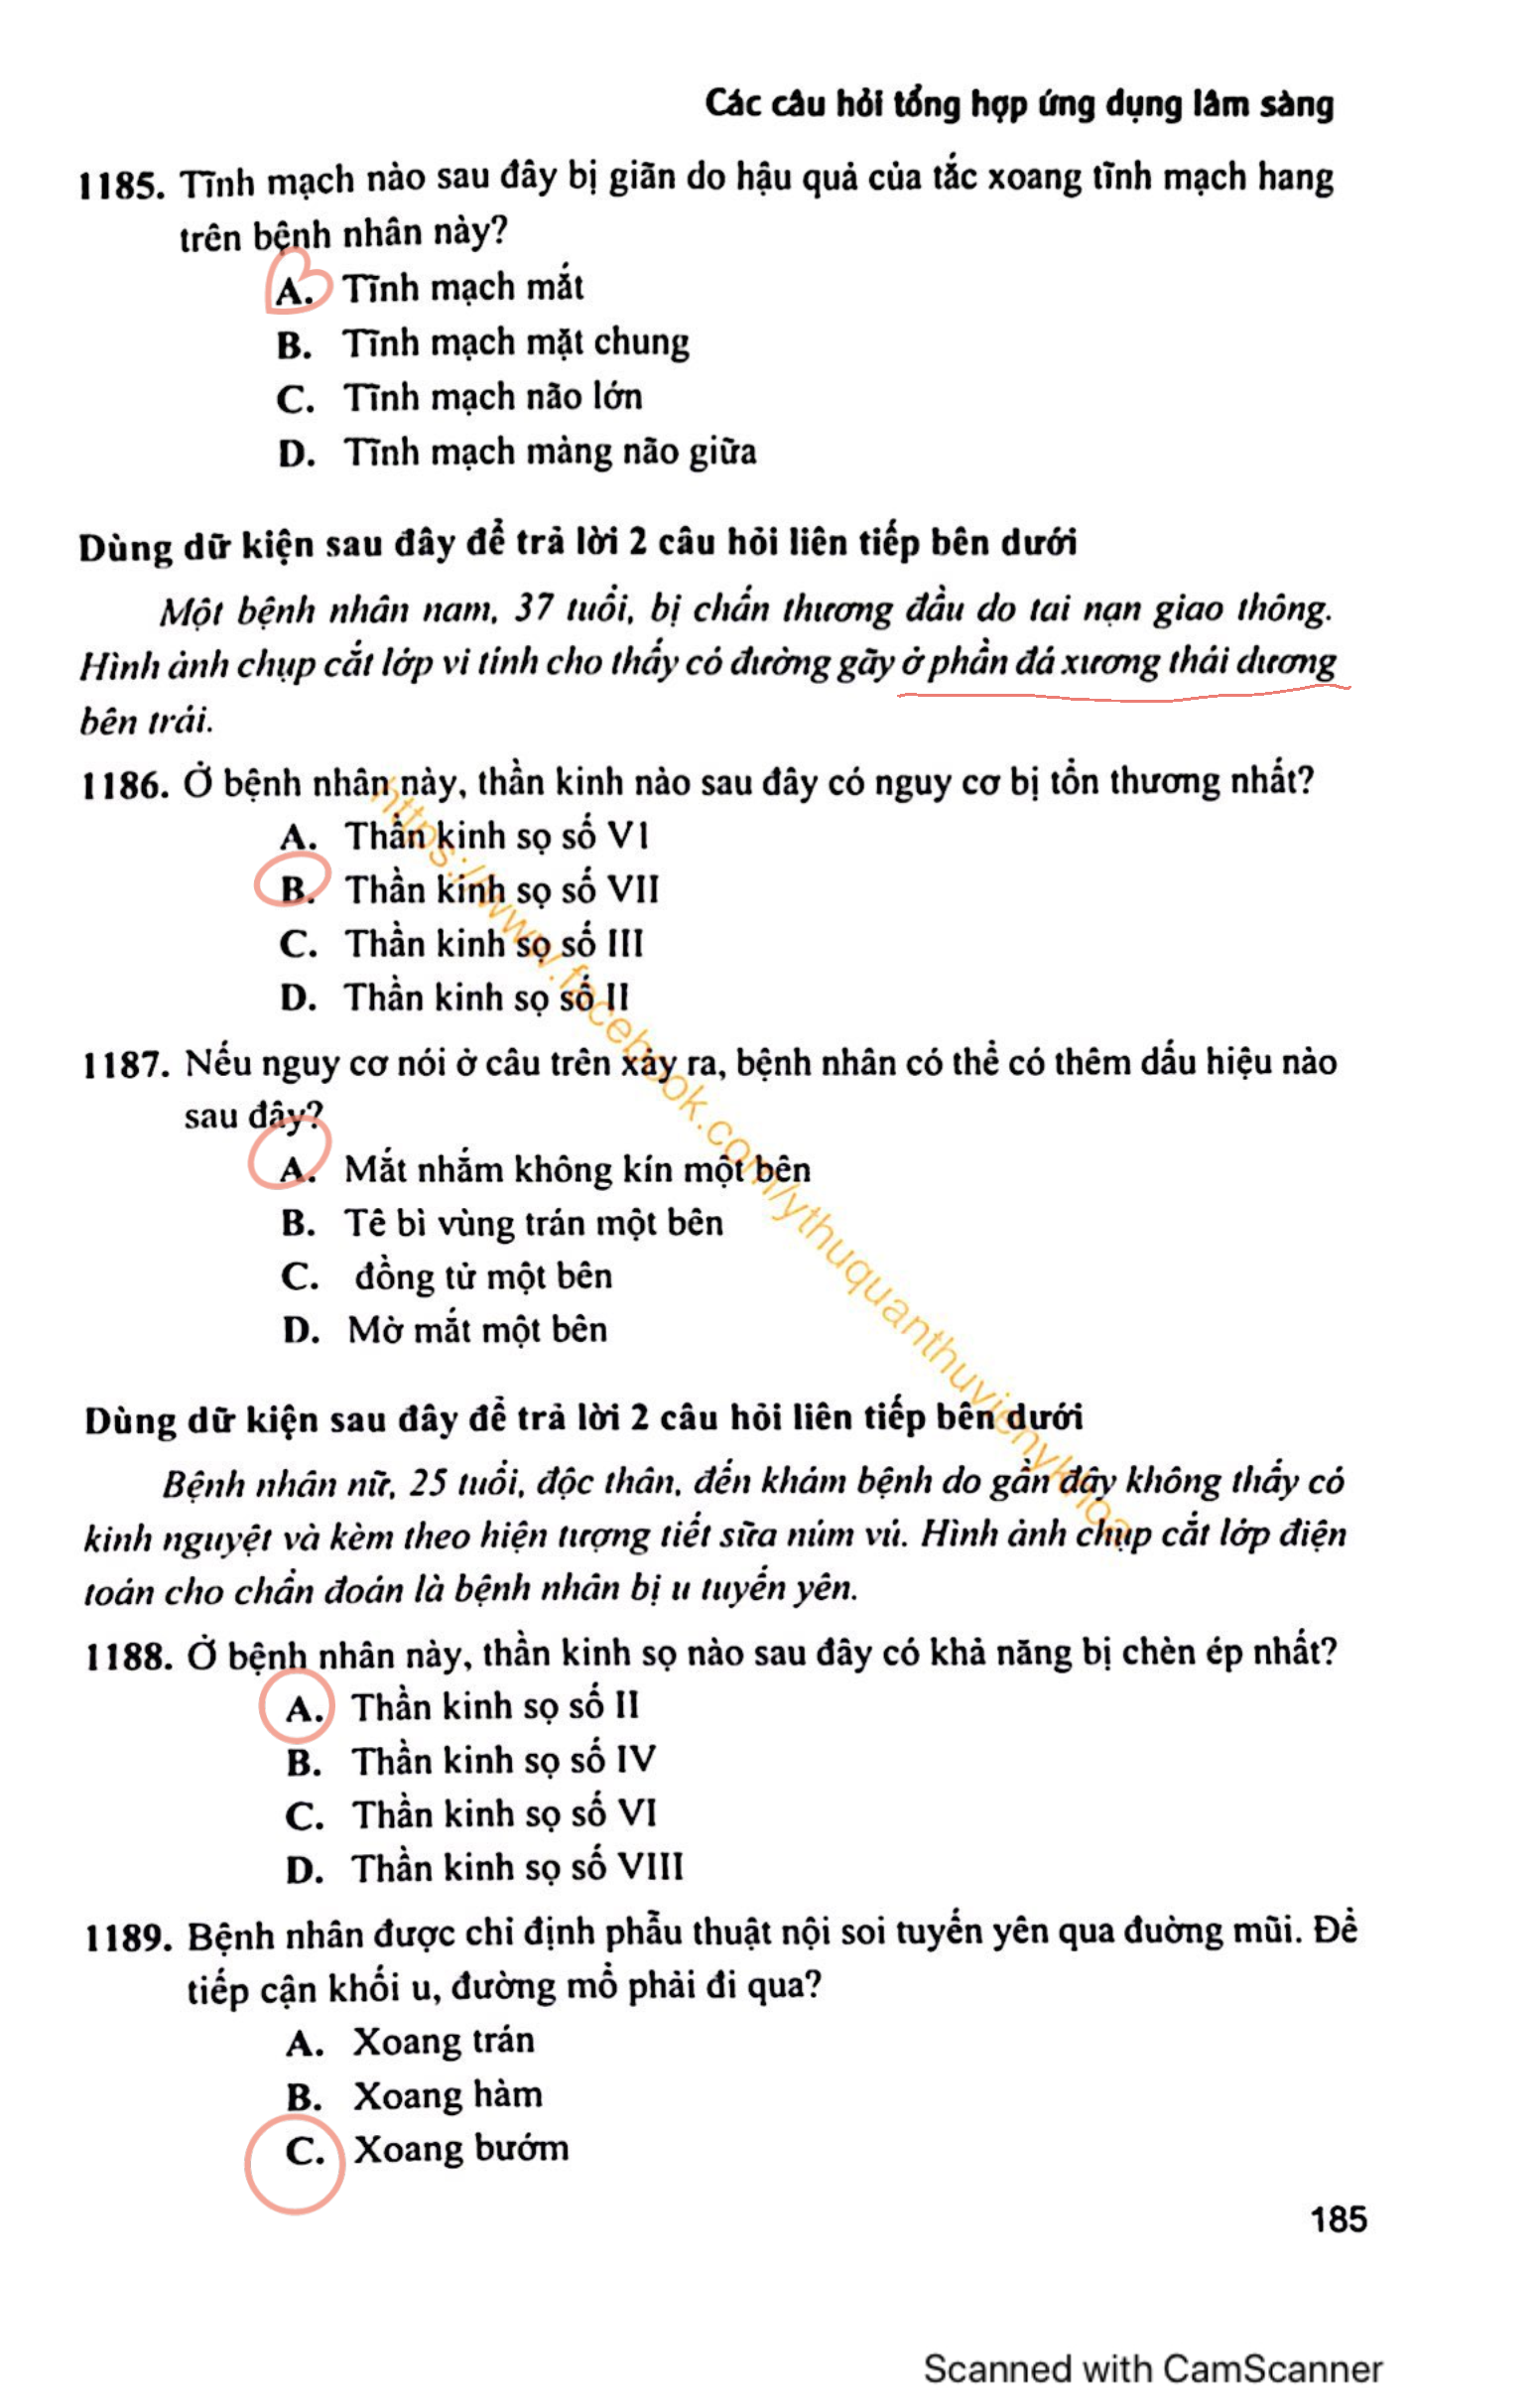 Các câu hỏi tổng hợp ứng dụng lâm sàng
1185. Tĩnh mạch nào sau đây bị giãn do hậu quả của tắc xoang tĩnh mạch hang
trên bệnh nhân này?
A. Tĩnh mạch mắt
B. Tĩnh mạch mặt chung
C. Tĩnh mạch não lớn
D. Tĩnh mạch màng não giữa
Dùng dữ kiện sau đây để trả lời 2 câu hỏi liên tiếp bên dưới
Một bệnh nhân nam, 37 tuổi, bị chấn thương đầu do tai nạn giao thông.
Hình ảnh chụp cắt lớp vi tính cho thấy có đường gãy ở phần đá xương thái dương
bên trái.
1186. Ở bệnh nhân này, thần kinh nào sau đây có nguy cơ bị tổn thương nhất?
A. Thần kinh sọ số VI
B. Thần kinh sọ số VII
C. Thần kinh sọ số III
D. Thần kinh sọ số II
1187. Nếu nguy cơ nói ở câu trên xảy ra, bệnh nhân có thể có thêm dấu hiệu nào
sau đây?
A. Mắt nhắm không kín một bên
B. Tê bì vùng trán một bên
C. đồng tử một bên
D. Mờ mắt một bên
https://www.facebook.com/ythuquanthuvienykhoa
Dùng dữ kiện sau đây để trả lời 2 câu hỏi liên tiếp bên dưới
Bệnh nhân nữ, 25 tuổi, độc thân, đến khám bệnh do gần đây không thấy có
kinh nguyệt và kèm theo hiện tượng tiết sữa núm vú. Hình ảnh chụp cắt lớp điện
toán cho chẩn đoán là bệnh nhân bị u tuyến yên.
1188. Ở bệnh nhân này, thần kinh sọ nào sau đây có khả năng bị chèn ép nhất?
A. Thần kinh sọ số II
B. Thần kinh sọ số IV
C. Thần kinh sọ số VI
D. Thần kinh sọ số VIII
1189. Bệnh nhân được chỉ định phẫu thuật nội soi tuyến yên qua đuờng mũi. Để
tiếp cận khối u, đường mổ phải đi qua?
A. Xoang trán
B. Xoang hàm
C. Xoang bướm
185
Scanned with CamScanner